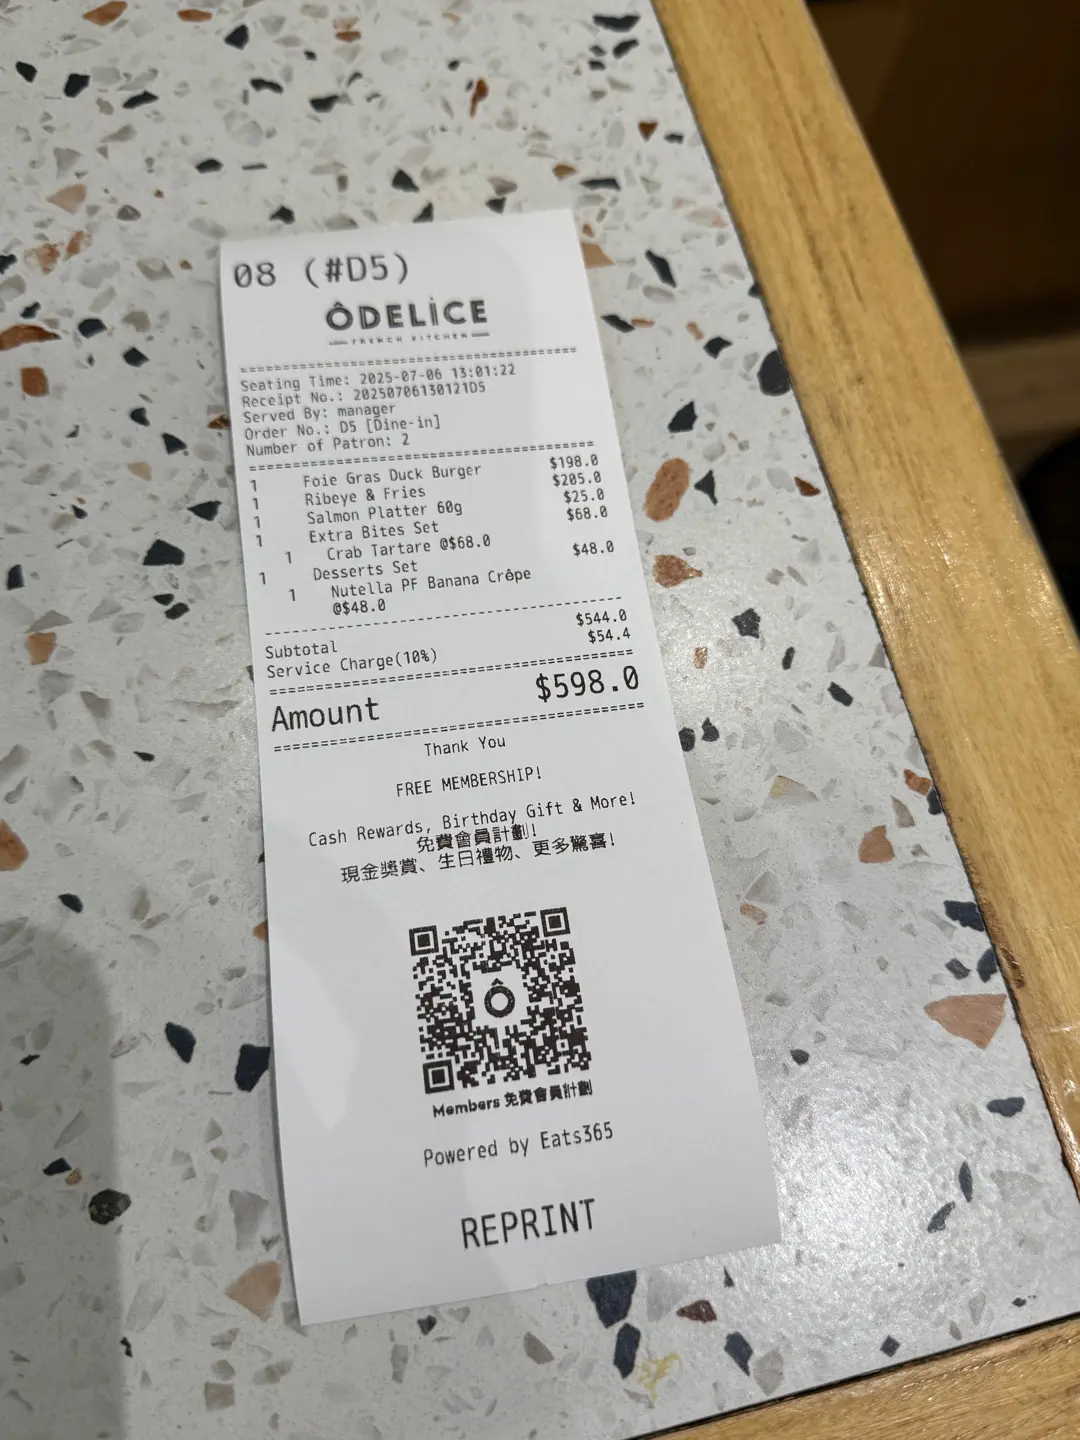 08 (#D5)
ÔDELİCE
FRENCH KITCHEN
Seating Time: 2025-07-06 13:01:22
Receipt No.: 20250706130121D5
Served By: manager
Order No.: D5 [Dine-in]
Number of Patron: 2
1 Foie Gras Duck Burger $198.0
1 Ribeye & Fries $205.0
1 Salmon Platter 60g $25.0
1 Extra Bites Set $68.0
1 Crab Tartare @$68.0
1 Desserts Set $48.0
1 Nutella PF Banana Crêpe
@$48.0
Subtotal $544.0
Service Charge(10%) $54.4
Amount $598.0
Thank You
FREE MEMBERSHIP!
Cash Rewards, Birthday Gift & More!
免費會員計劃!
現金獎賞、生日禮物、更多驚喜!
Members 免費會員計劃
Powered by Eats365
REPRINT